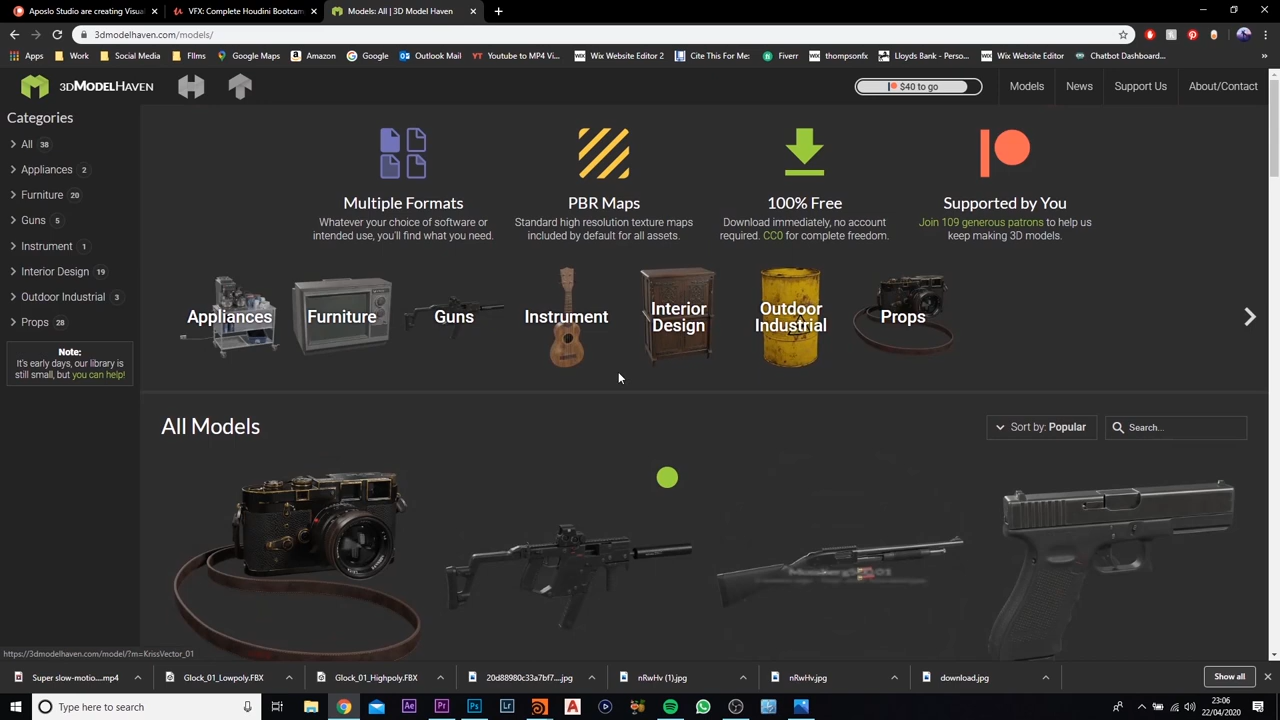 Aposlo Studio are creating Visual
VFX: Complete Houdini Bootcam
Models: All | 3D Model Haven
3dmodelhaven.com/models/
Apps
Work
Social Media
FIlms
Google Maps
Amazon
Google
Outlook Mail
Youtube to MP4 Vi...
Wix Website Editor 2
Cite This For Me:
Fiverr
thompsonfx
Lloyds Bank - Perso...
Wix Website Editor
Chatbot Dashboard...
3DMODELHAVEN
$40 to go
Models
News
Support Us
About/Contact
Categories
All 38
Appliances 2
Furniture 20
Guns 5
Instrument 1
Interior Design 19
Outdoor Industrial 3
Props 28
Note:
It's early days, our library is
still small, but you can help!
Multiple Formats
Whatever your choice of software or
intended use, you'll find what you need.
PBR Maps
Standard high resolution texture maps
included by default for all assets.
100% Free
Download immediately, no account
required. CC0 for complete freedom.
Supported by You
Join 109 generous patrons to help us
keep making 3D models.
Appliances
Furniture
Guns
Instrument
Interior
Design
Outdoor
Industrial
Props
All Models
Sort by: Popular
Search...
https://3dmodelhaven.com/model/?m=KrissVector_01
Super slow-motio....mp4
Glock_01_Lowpoly.FBX
Glock_01_Highpoly.FBX
20d88980c33a7bf7....jpg
nRwHv (1).jpg
nRwHv.jpg
download.jpg
Show all
Type here to search
23:06
22/04/2020